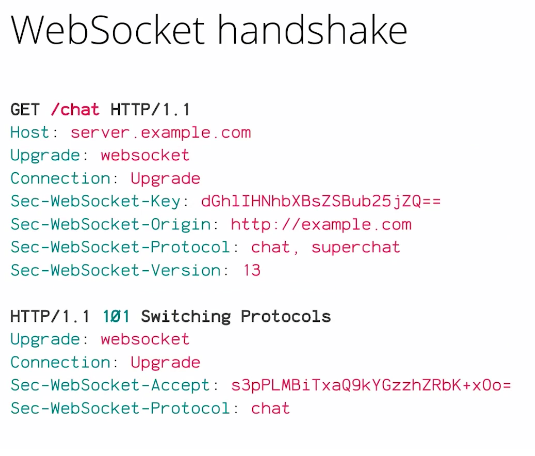 WebSocket handshake
GET /chat HTTP/1.1
Host: server.example.com
Upgrade: websocket
Connection: Upgrade
Sec-WebSocket-Key: dGhlIHNhbXBsZSBub25jZQ==
Sec-WebSocket-Origin: http://example.com
Sec-WebSocket-Protocol: chat, superchat
Sec-WebSocket-Version: 13
HTTP/1.1 101 Switching Protocols
Upgrade: websocket
Connection: Upgrade
Sec-WebSocket-Accept: s3pPLMBiTxaQ9kYGzzhZRbK+xOo=
Sec-WebSocket-Protocol: chat